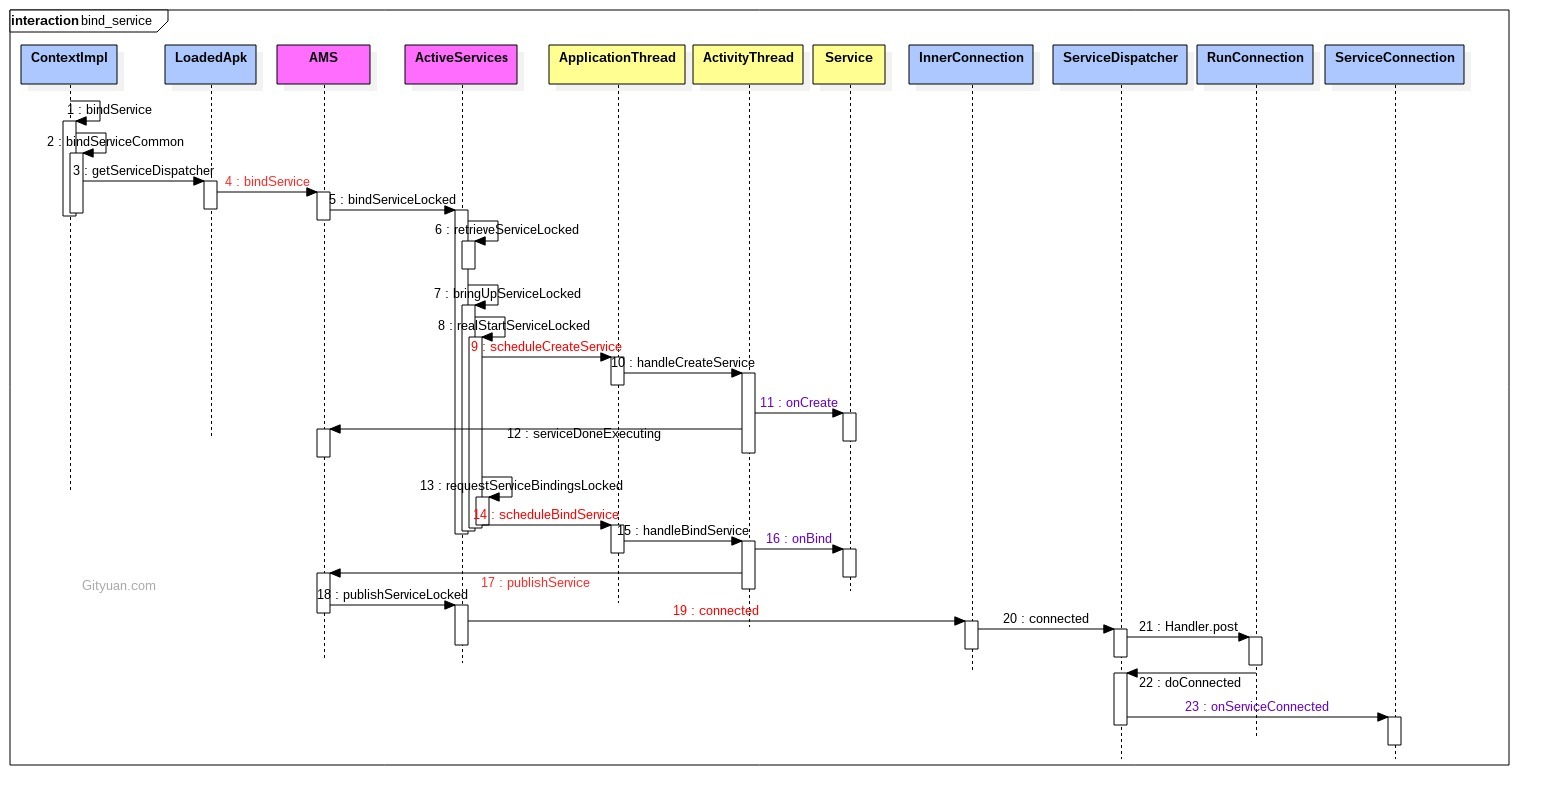 interaction bind_service
ContextImpl
LoadedApk
AMS
ActiveServices
ApplicationThread
ActivityThread
Service
InnerConnection
ServiceDispatcher
RunConnection
ServiceConnection
1 : bindService
2 : bindServiceCommon
3 : getServiceDispatcher
4 : bindService
5 : bindServiceLocked
6 : retrieveServiceLocked
7 : bringUpServiceLocked
8 : realStartServiceLocked
9 : scheduleCreateService
10 : handleCreateService
11 : onCreate
12 : serviceDoneExecuting
13 : requestServiceBindingsLocked
14 : scheduleBindService
15 : handleBindService
16 : onBind
17 : publishService
Gityuan.com
18 : publishServiceLocked
19 : connected
20 : connected
21 : Handler.post
22 : doConnected
23 : onServiceConnected